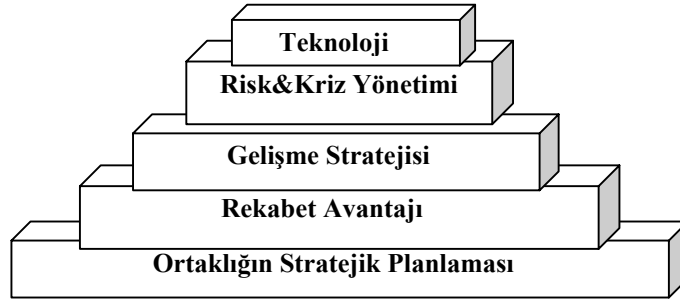 Teknoloji
Risk&Kriz Yönetimi
Gelişme Stratejisi
Rekabet Avantajı
Ortaklığın Stratejik Planlaması